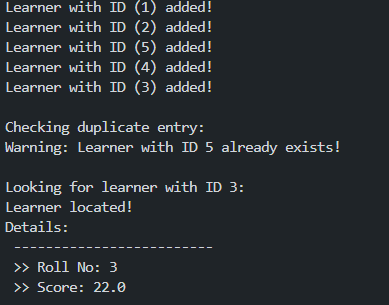 Learner with ID (1) added!
Learner with ID (2) added!
Learner with ID (5) added!
Learner with ID (4) added!
Learner with ID (3) added!
Checking duplicate entry:
Warning: Learner with ID 5 already exists!
Looking for learner with ID 3:
Learner located!
Details:
------------------------
>> Roll No: 3
>> Score: 22.0